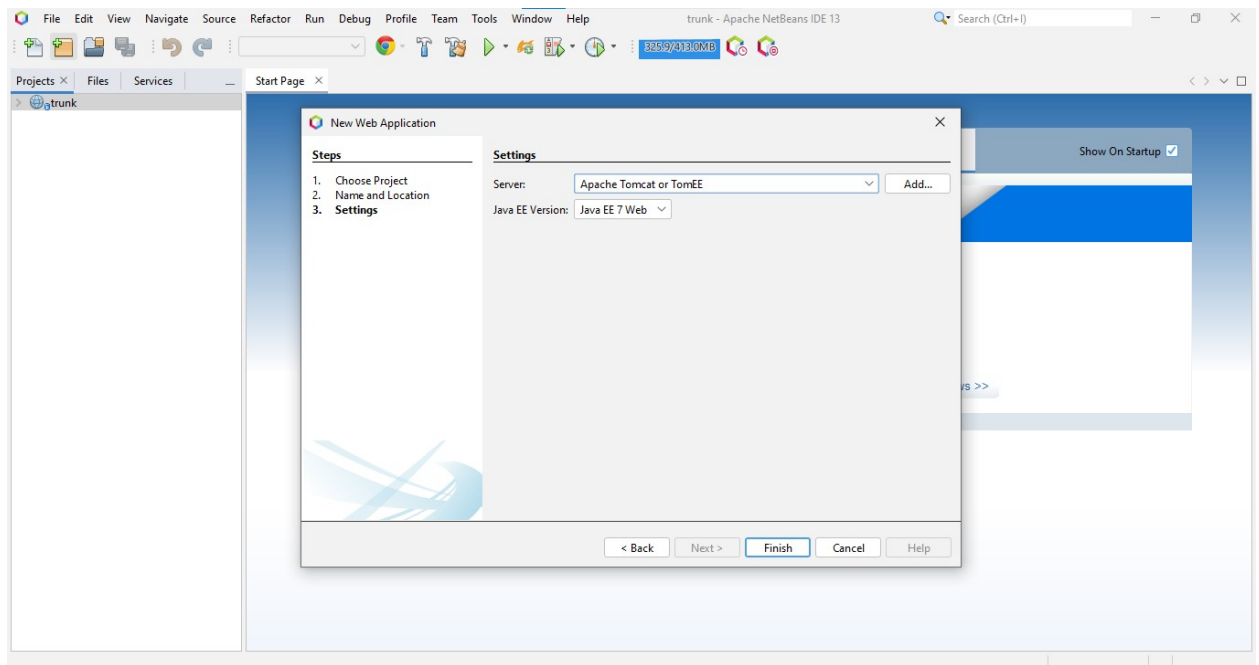 File Edit View Navigate Source Refactor Run Debug Profile Team Tools Window Help trunk - Apache NetBeans IDE 13 Search (Ctrl+I)
325.9/413.0MB
Projects Files Services Start Page
trunk
New Web Application
Show On Startup
Steps
1. Choose Project
2. Name and Location
3. Settings
Settings
Server: Apache Tomcat or TomEE Add...
Java EE Version: Java EE 7 Web
< Back Next > Finish Cancel Help